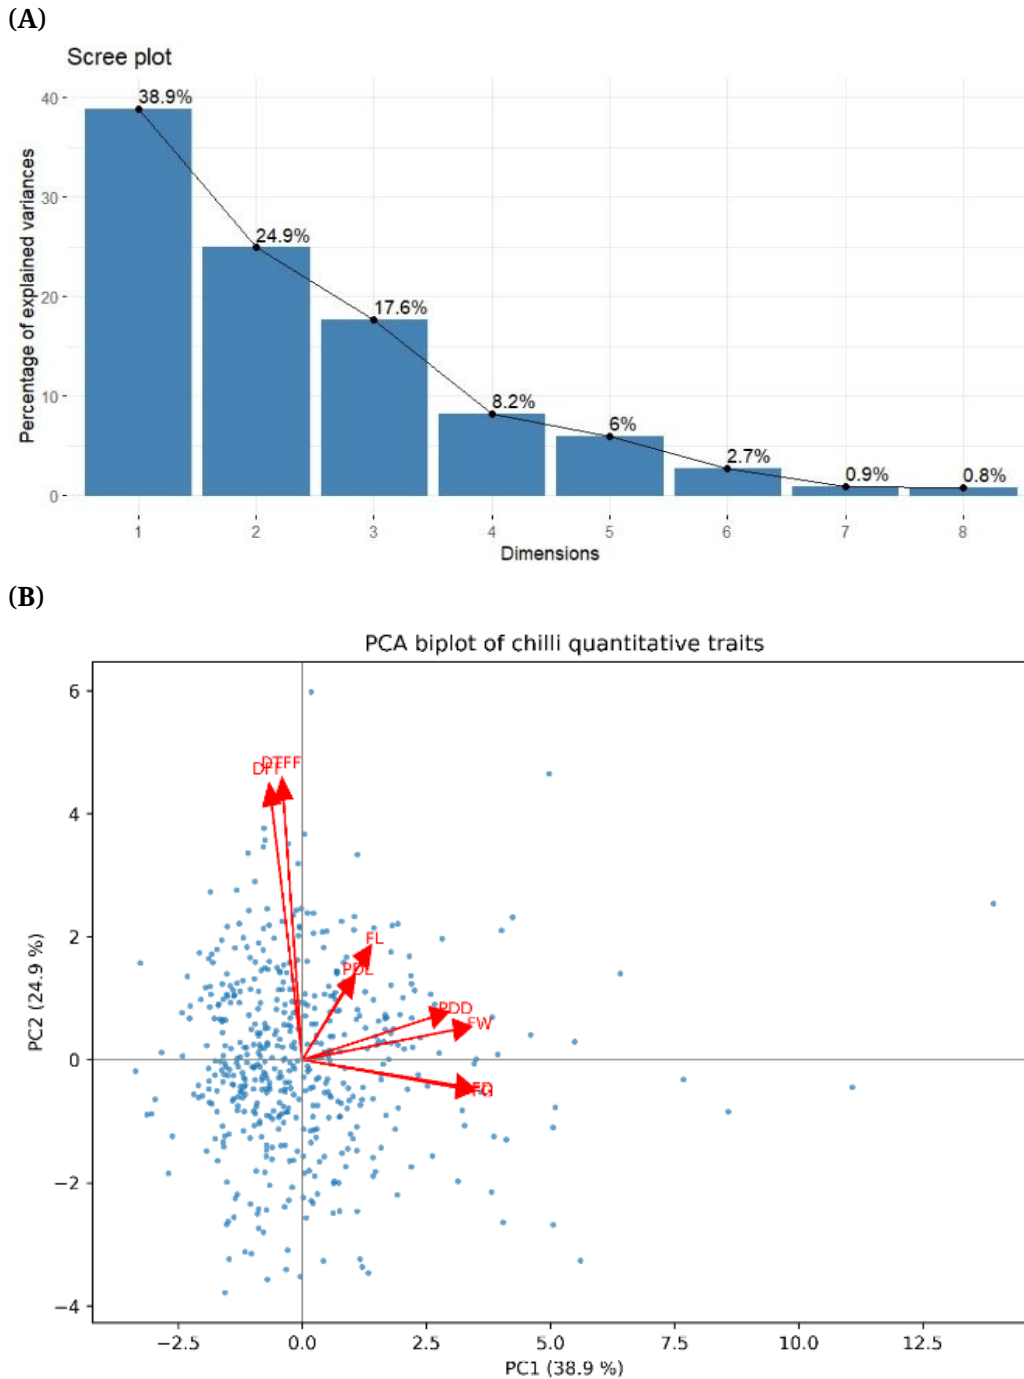 (A)
Scree plot
Percentage of explained variances
40
30
20
10
0
38.9%
24.9%
17.6%
8.2%
6%
2.7%
0.9%
0.8%
1 2 3 4 5 6 7 8
Dimensions
(B)
PCA biplot of chilli quantitative traits
PC2 (24.9 %)
6
4
2
0
−2
−4
DTFF
FL
PDL
PDD
FW
FD
−2.5 0.0 2.5 5.0 7.5 10.0 12.5
PC1 (38.9 %)